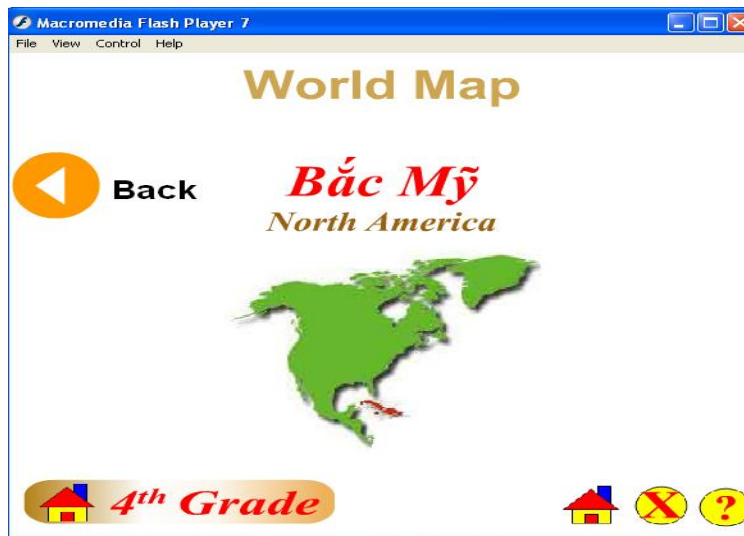 Macromedia Flash Player 7
File View Control Help
World Map
Back
Bắc Mỹ
North America
4th Grade
X ?